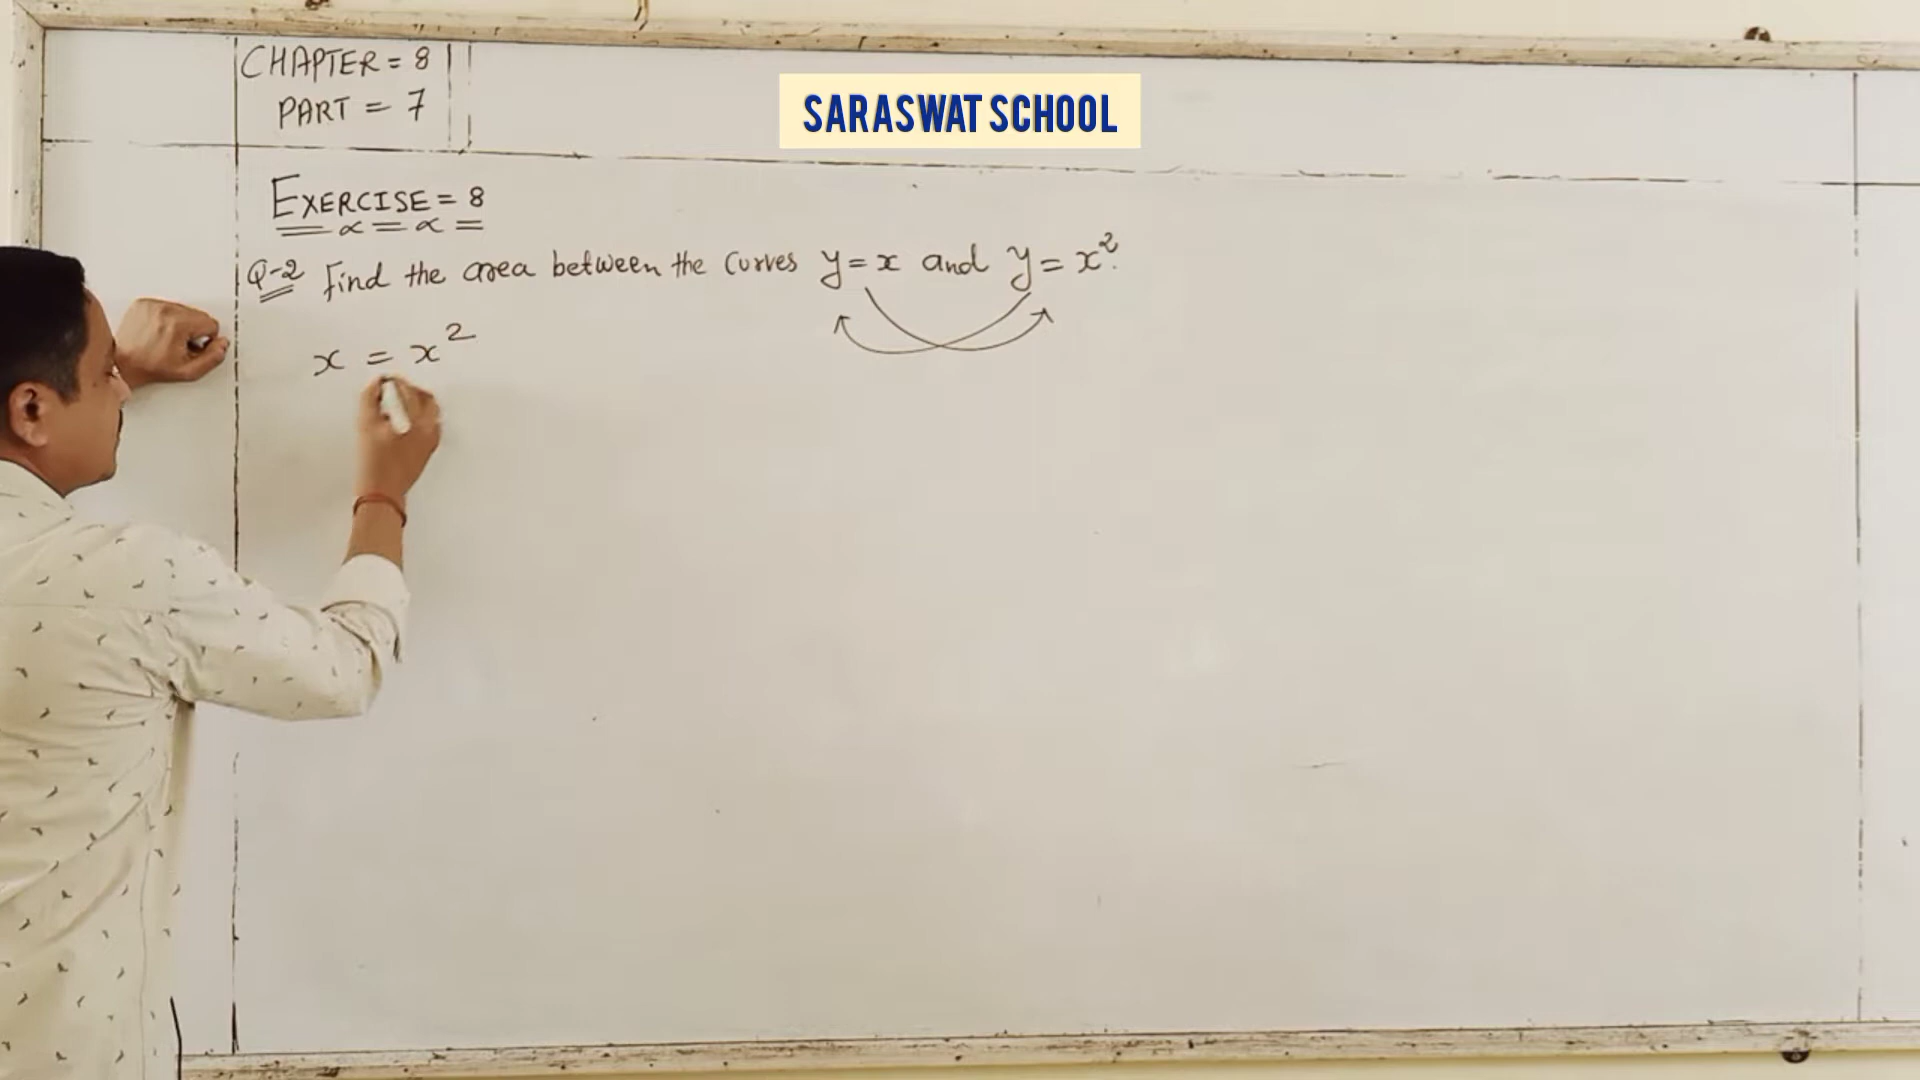 CHAPTER = 8
PART = 7
SARASWAT SCHOOL
EXERCISE = 8
Q-2 Find the area between the curves y = x and y = x².
x = x²